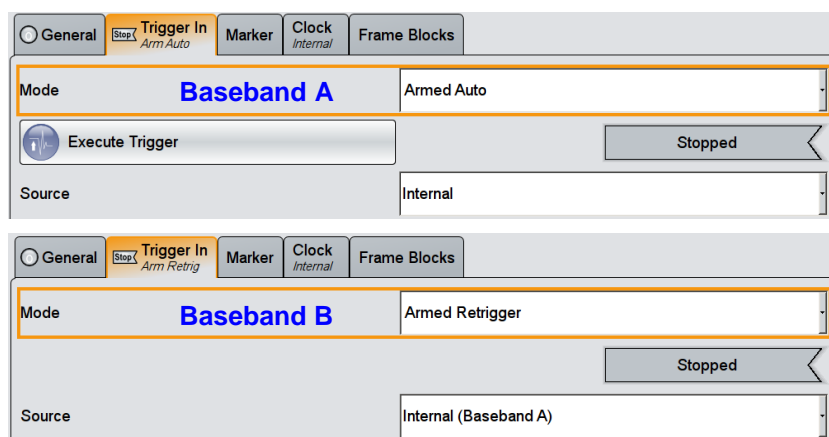 General Stop Trigger In Marker Clock Frame Blocks
Arm Auto Internal
Mode Baseband A Armed Auto
Execute Trigger Stopped
Source Internal
General Stop Trigger In Marker Clock Frame Blocks
Arm Retrig Internal
Mode Baseband B Armed Retrigger
Stopped
Source Internal (Baseband A)